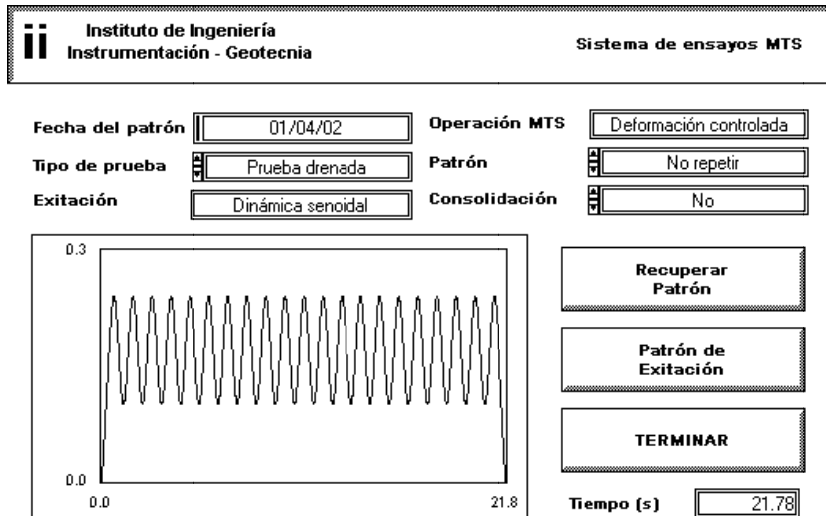 ii
Instituto de Ingeniería
Instrumentación - Geotecnia
Sistema de ensayos MTS
Fecha del patrón 01/04/02
Operación MTS Deformación controlada
Tipo de prueba Prueba drenada
Patrón No repetir
Exitación Dinámica senoidal
Consolidación No
0.3
0.0
0.0 21.8
Recuperar
Patrón
Patrón de
Exitación
TERMINAR
Tiempo (s) 21.78